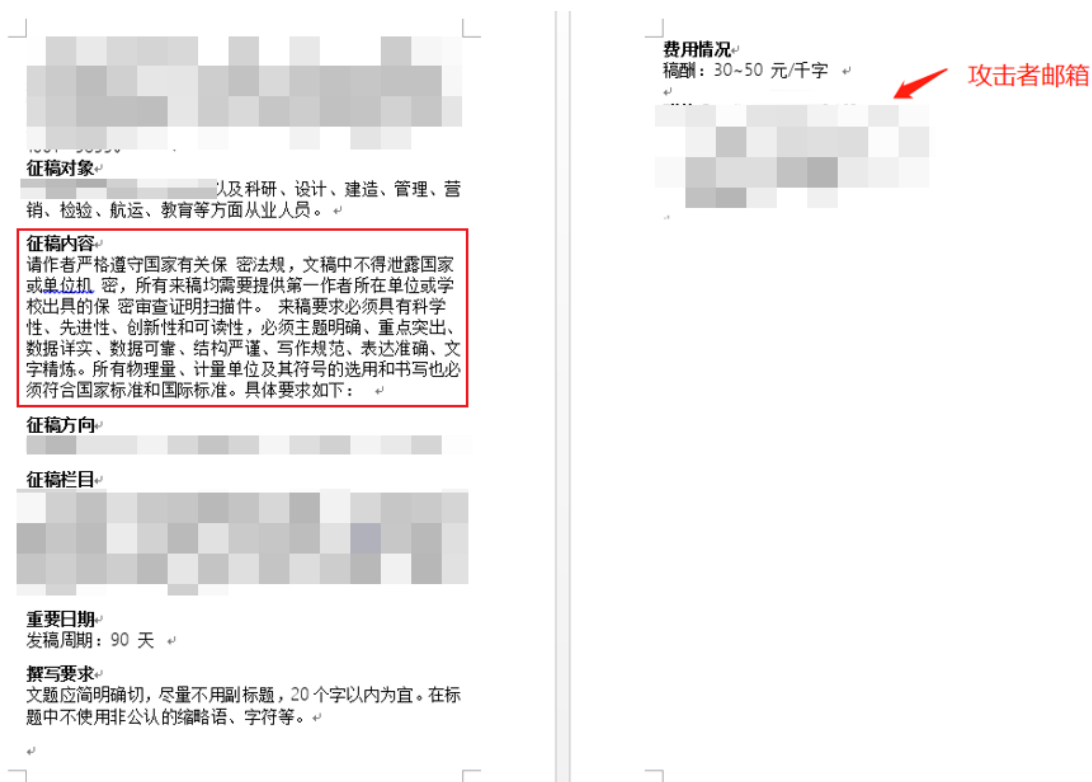 征稿对象
以及科研、设计、建造、管理、营
销、检验、航运、教育等方面从业人员。
征稿内容
请作者严格遵守国家有关保 密法规，文稿中不得泄露国家
或单位机 密，所有来稿均需要提供第一作者所在单位或学
校出具的保 密审查证明扫描件。 来稿要求必须具有科学
性、先进性、创新性和可读性，必须主题明确、重点突出、
数据详实、数据可靠、结构严谨、写作规范、表达准确、文
字精炼。所有物理量、计量单位及其符号的选用和书写也必
须符合国家标准和国际标准。具体要求如下：
征稿方向
征稿栏目
重要日期
发稿周期：90 天
撰写要求
文题应简明确切，尽量不用副标题，20 个字以内为宜。在标
题中不使用非公认的缩略语、字符等。
费用情况
稿酬：30~50 元/千字
攻击者邮箱